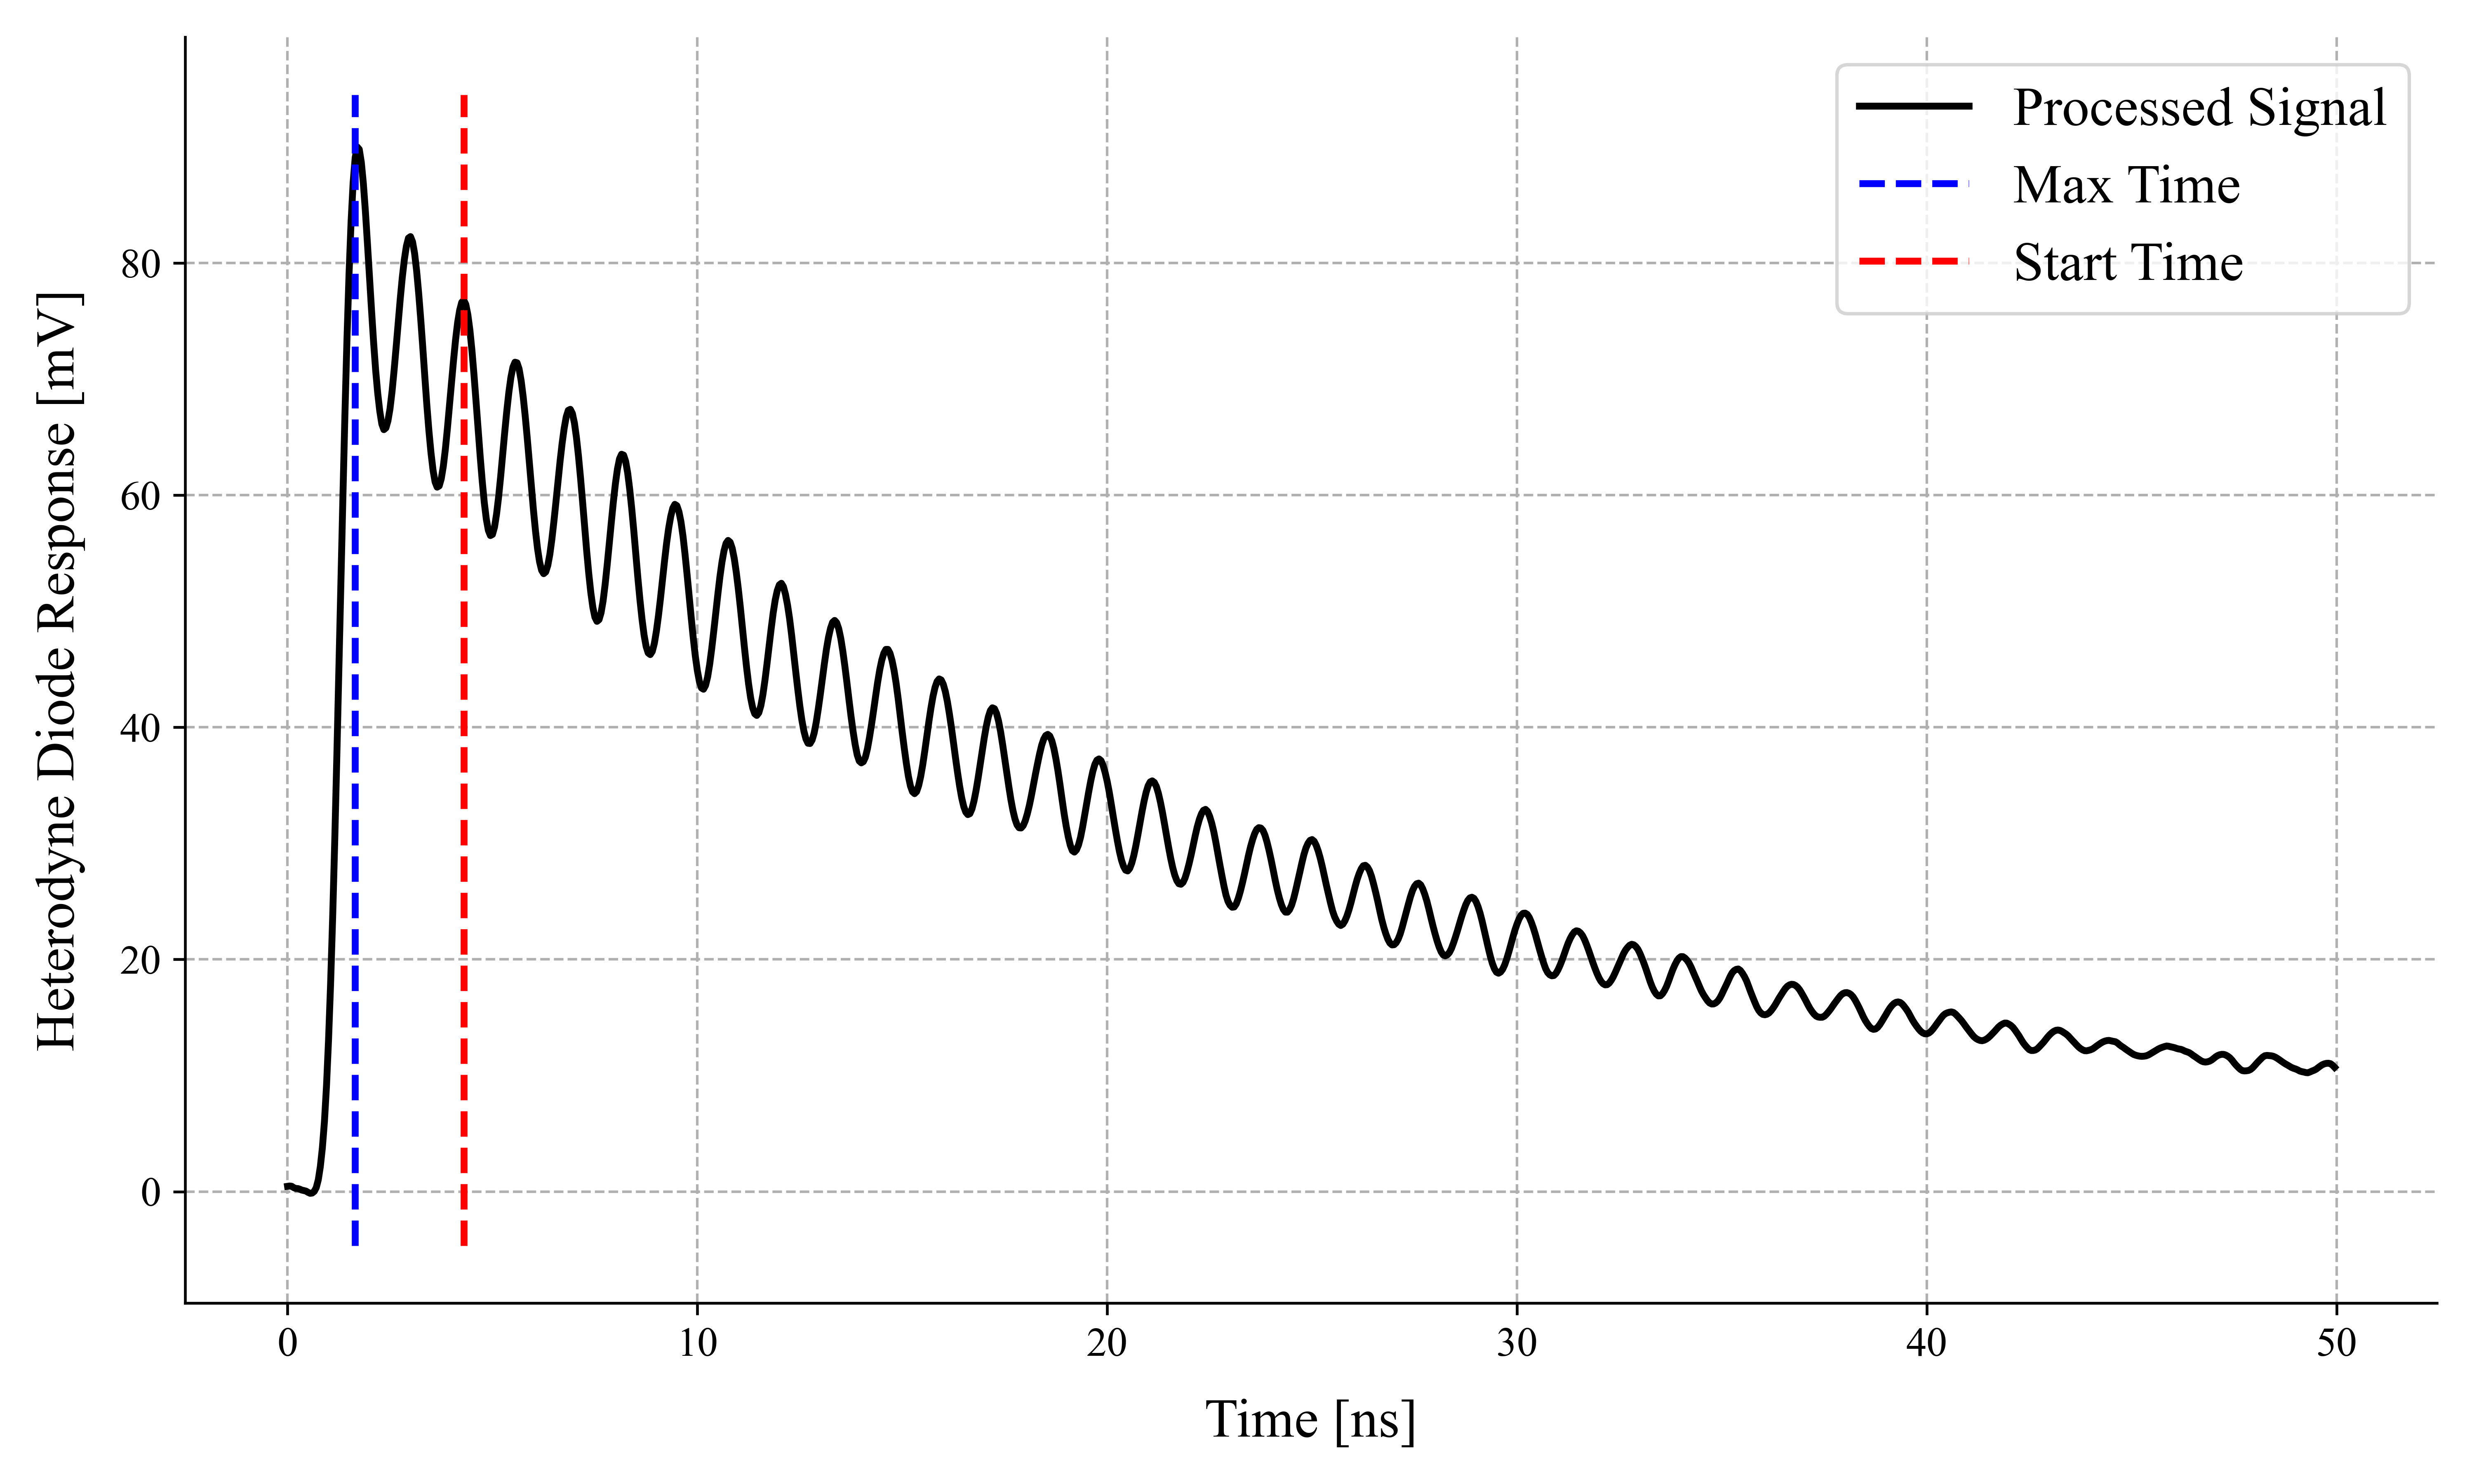 Processed Signal
Max Time
Start Time
Heterodyne Diode Response [mV]
80
60
40
20
0
0 10 20 30 40 50
Time [ns]